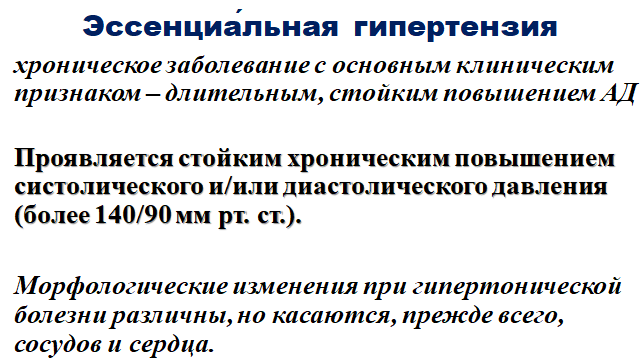 Эссенциа́льная гипертензия
хроническое заболевание с основным клиническим
признаком – длительным, стойким повышением АД
Проявляется стойким хроническим повышением
систолического и/или диастолического давления
(более 140/90 мм рт. ст.).
Морфологические изменения при гипертонической
болезни различны, но касаются, прежде всего,
сосудов и сердца.